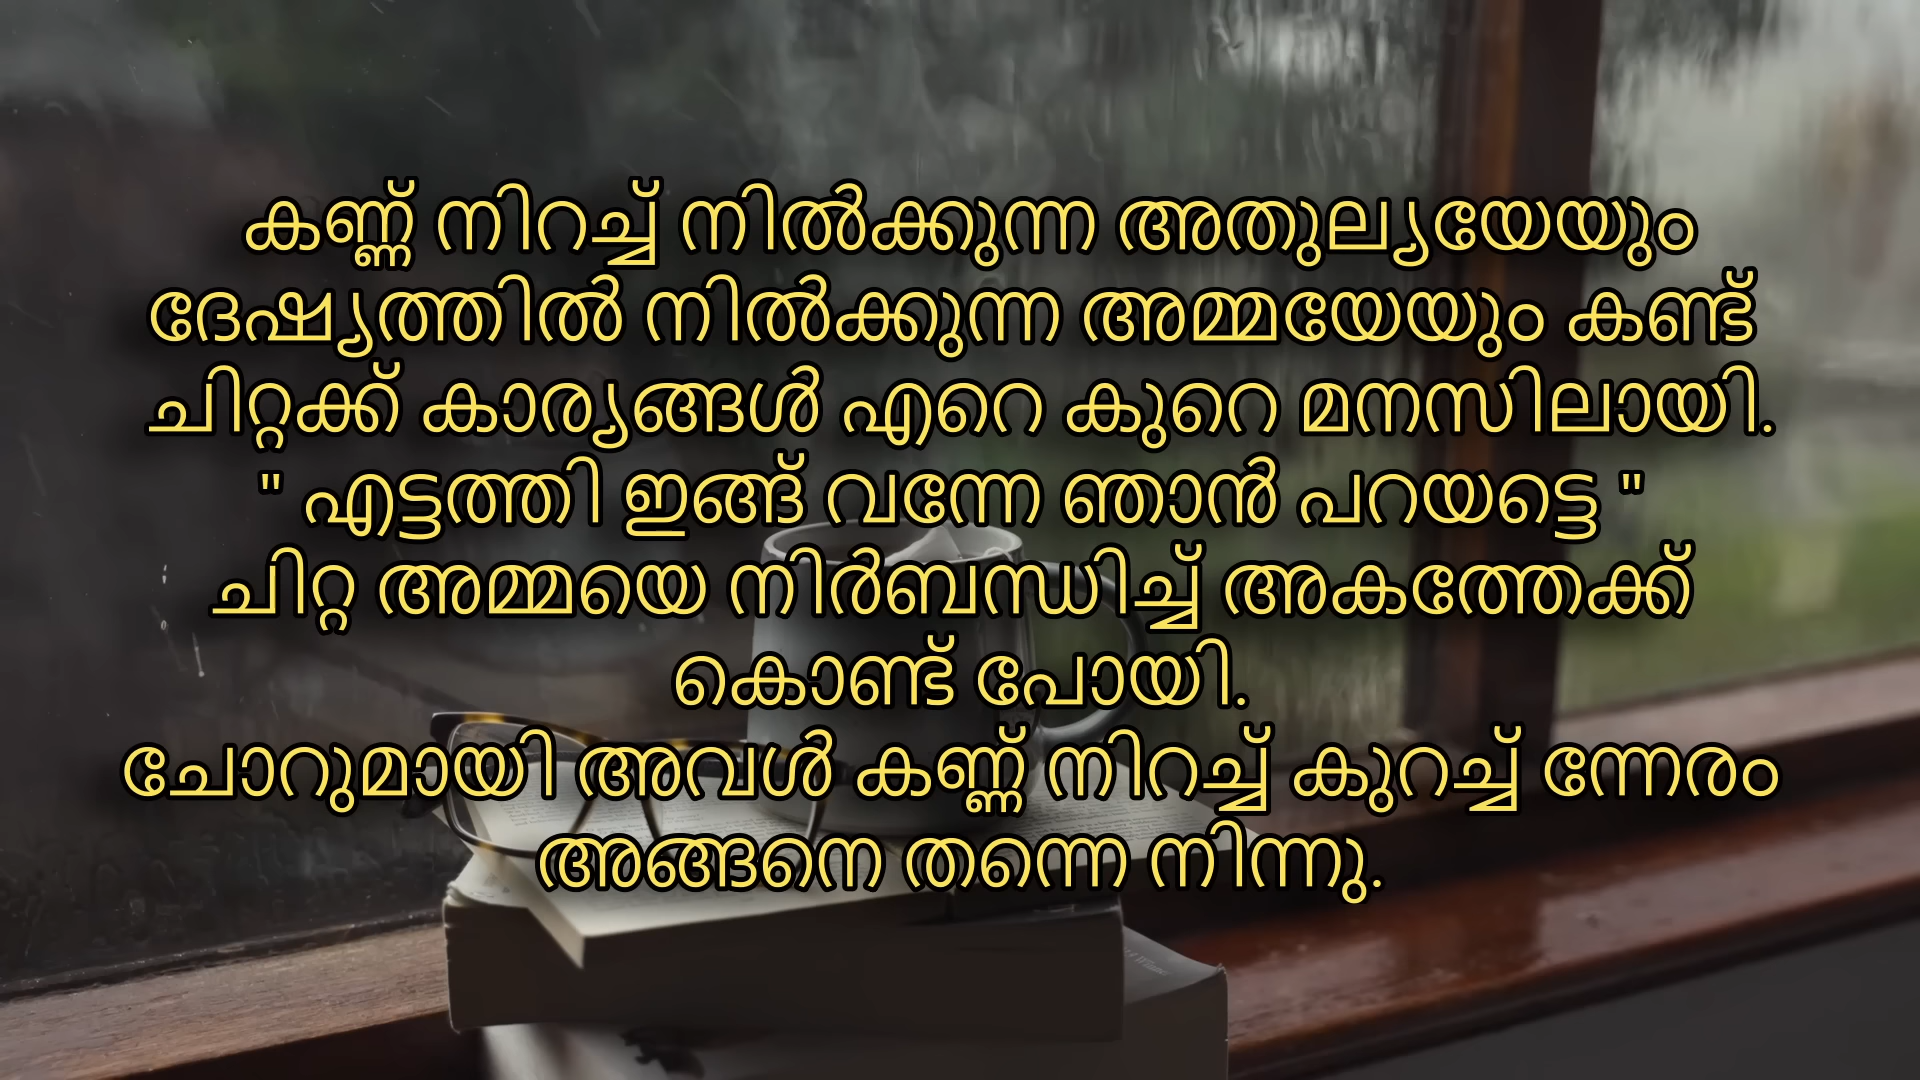 കണ്ണ് നിറച്ച് നിൽക്കുന്ന അതുല്യയേയും
ദേഷ്യത്തിൽ നിൽക്കുന്ന അമ്മയേയും കണ്ട്
ചിറ്റക്ക് കാര്യങ്ങൾ എറെ കുറെ മനസിലായി.
" എട്ടത്തി ഇങ്ങ് വന്നേ ഞാൻ പറയട്ടെ "
ചിറ്റ അമ്മയെ നിർബന്ധിച്ച് അകത്തേക്ക്
കൊണ്ട് പോയി.
ചോറുമായി അവൾ കണ്ണ് നിറച്ച് കുറച്ച് ന്നേരം
അങ്ങനെ തന്നെ നിന്നു.